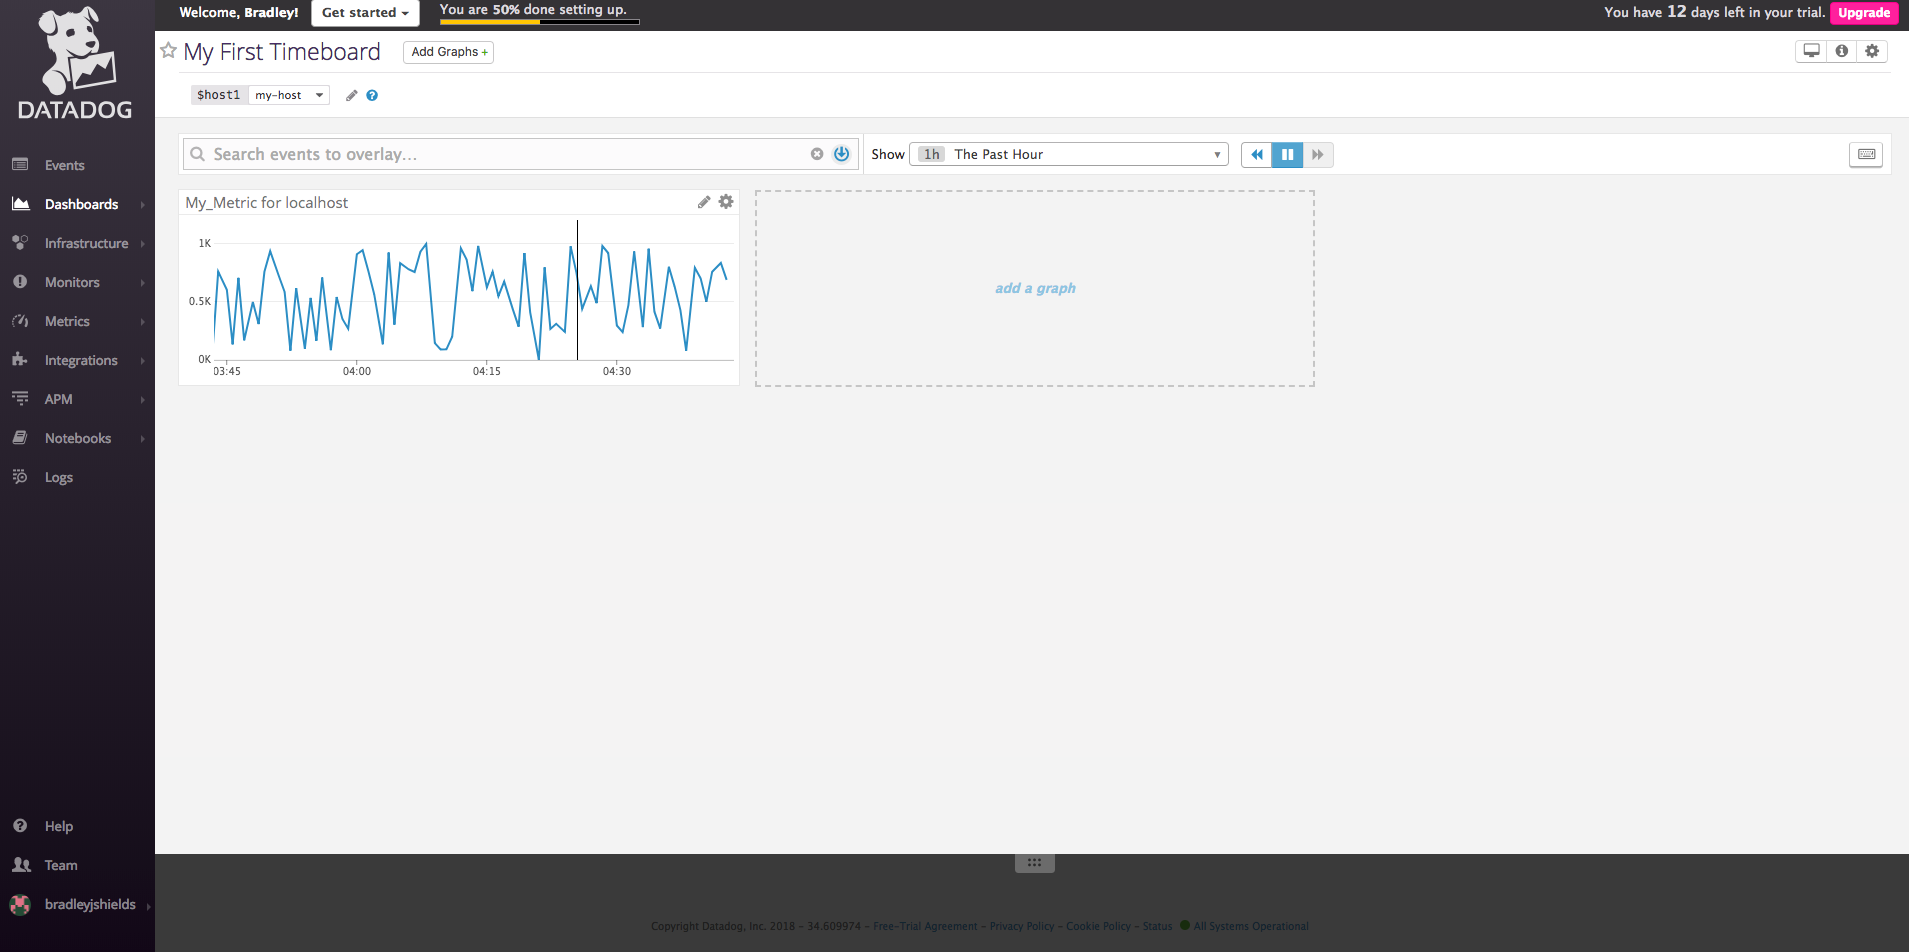 Welcome, Bradley!
Get started
You are 50% done setting up.
You have 12 days left in your trial.
Upgrade
DATADOG
My First Timeboard
Add Graphs +
$host1
my-host
Search events to overlay...
Show
1h
The Past Hour
Events
Dashboards
Infrastructure
Monitors
Metrics
Integrations
APM
Notebooks
Logs
My_Metric for localhost
1K
0.5K
0K
03:45
04:00
04:15
04:30
add a graph
Help
Team
bradleyjshields
Copyright Datadog, Inc. 2018 - 34.609974 - Free-Trial Agreement - Privacy Policy - Cookie Policy - Status All Systems Operational